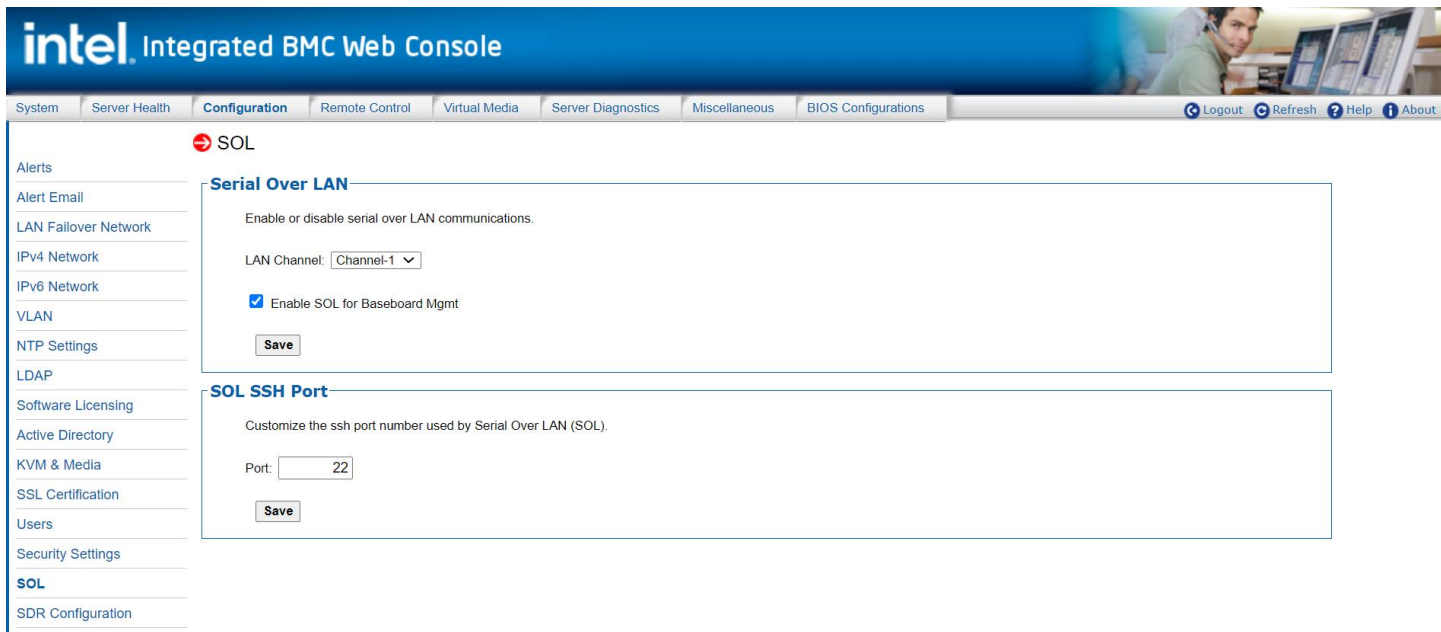 intel. Integrated BMC Web Console
System Server Health Configuration Remote Control Virtual Media Server Diagnostics Miscellaneous BIOS Configurations Logout Refresh Help About
SOL
Alerts
Alert Email
LAN Failover Network
IPv4 Network
IPv6 Network
VLAN
NTP Settings
LDAP
Software Licensing
Active Directory
KVM & Media
SSL Certification
Users
Security Settings
SOL
SDR Configuration
Serial Over LAN
Enable or disable serial over LAN communications.
LAN Channel: Channel-1
Enable SOL for Baseboard Mgmt
Save
SOL SSH Port
Customize the ssh port number used by Serial Over LAN (SOL).
Port: 22
Save